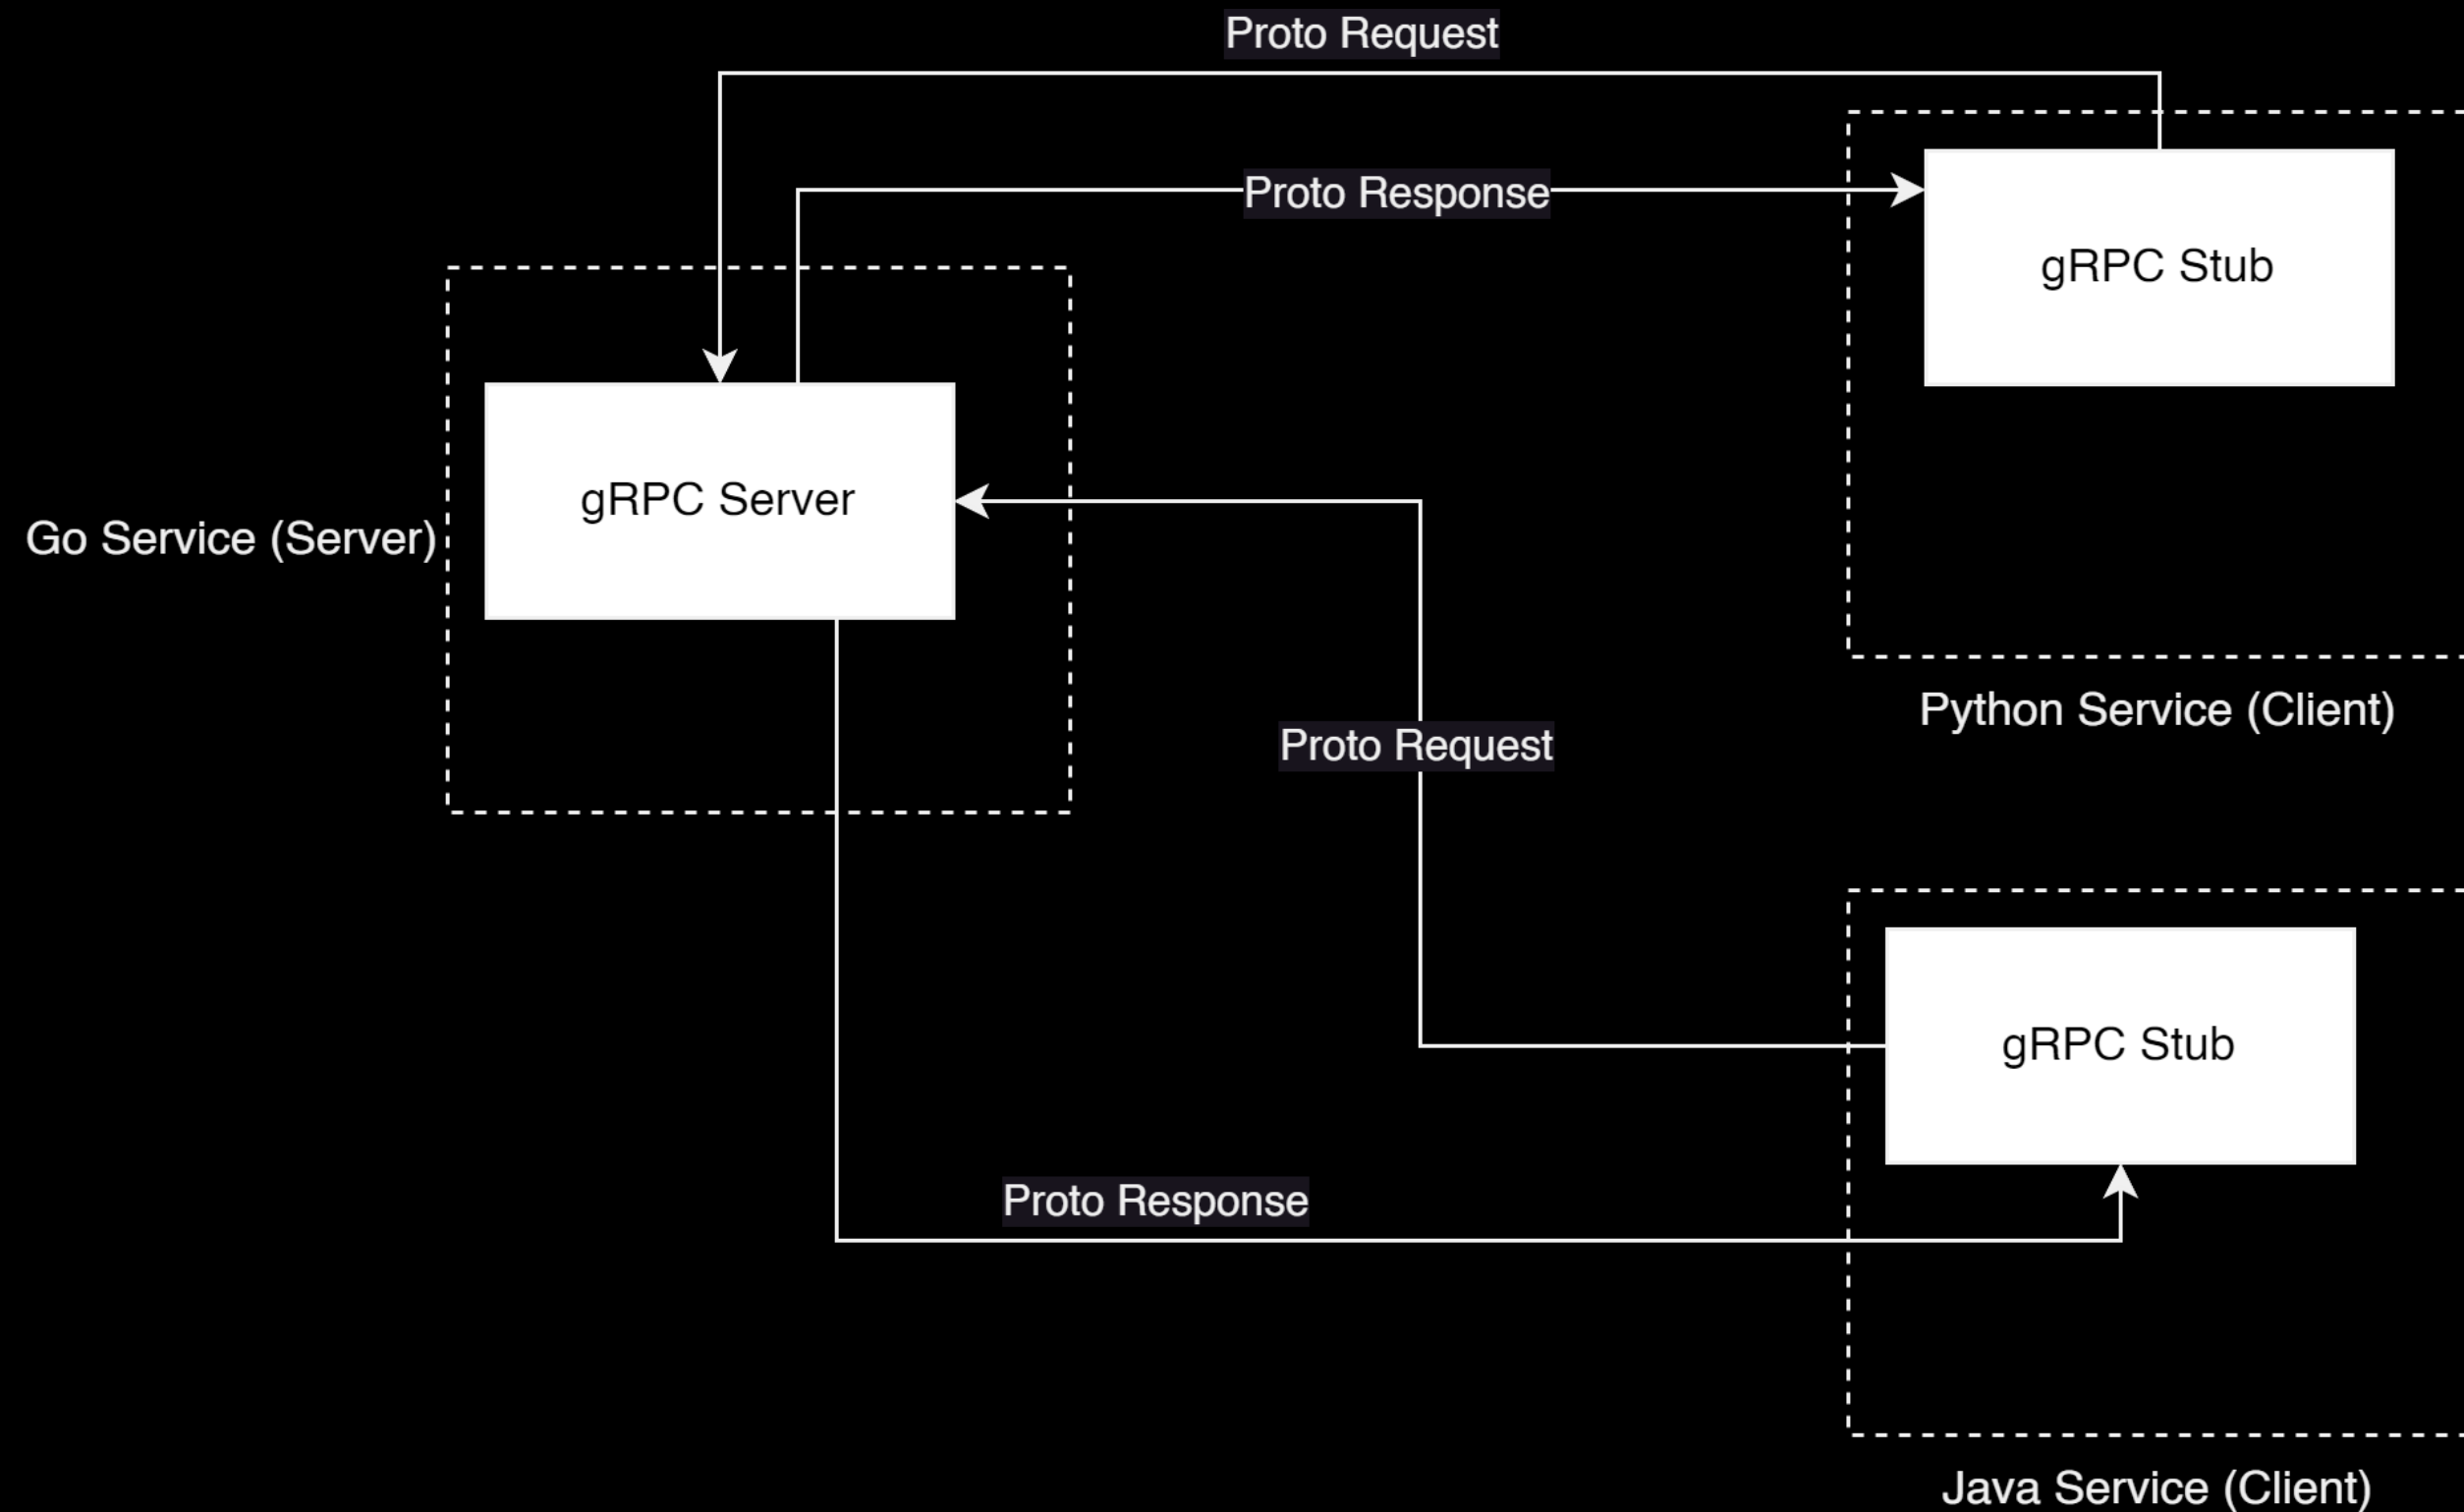 Proto Request
Proto Response
gRPC Stub
gRPC Server
Go Service (Server)
Python Service (Client)
Proto Request
gRPC Stub
Proto Response
Java Service (Client)